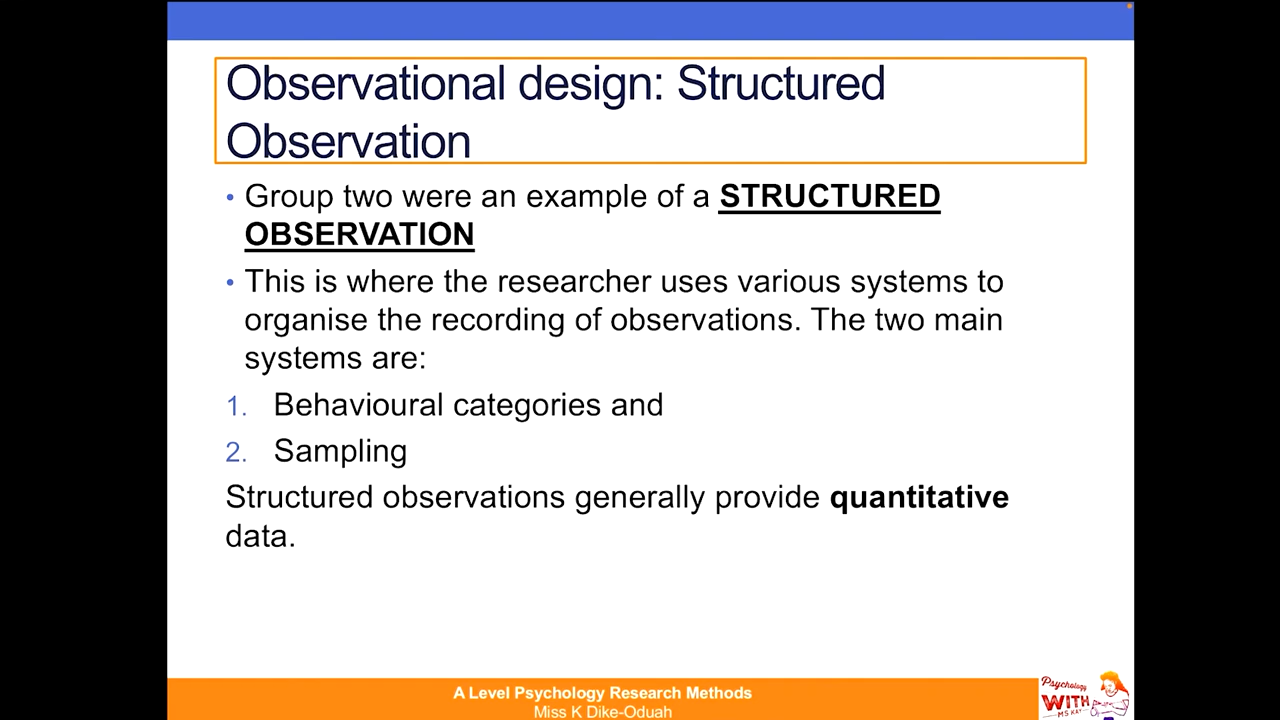 Observational design: Structured
Observation
• Group two were an example of a STRUCTURED
OBSERVATION
• This is where the researcher uses various systems to
organise the recording of observations. The two main
systems are:
1. Behavioural categories and
2. Sampling
Structured observations generally provide quantitative
data.
A Level Psychology Research Methods
Miss K Dike-Oduah
Psychology
WITH